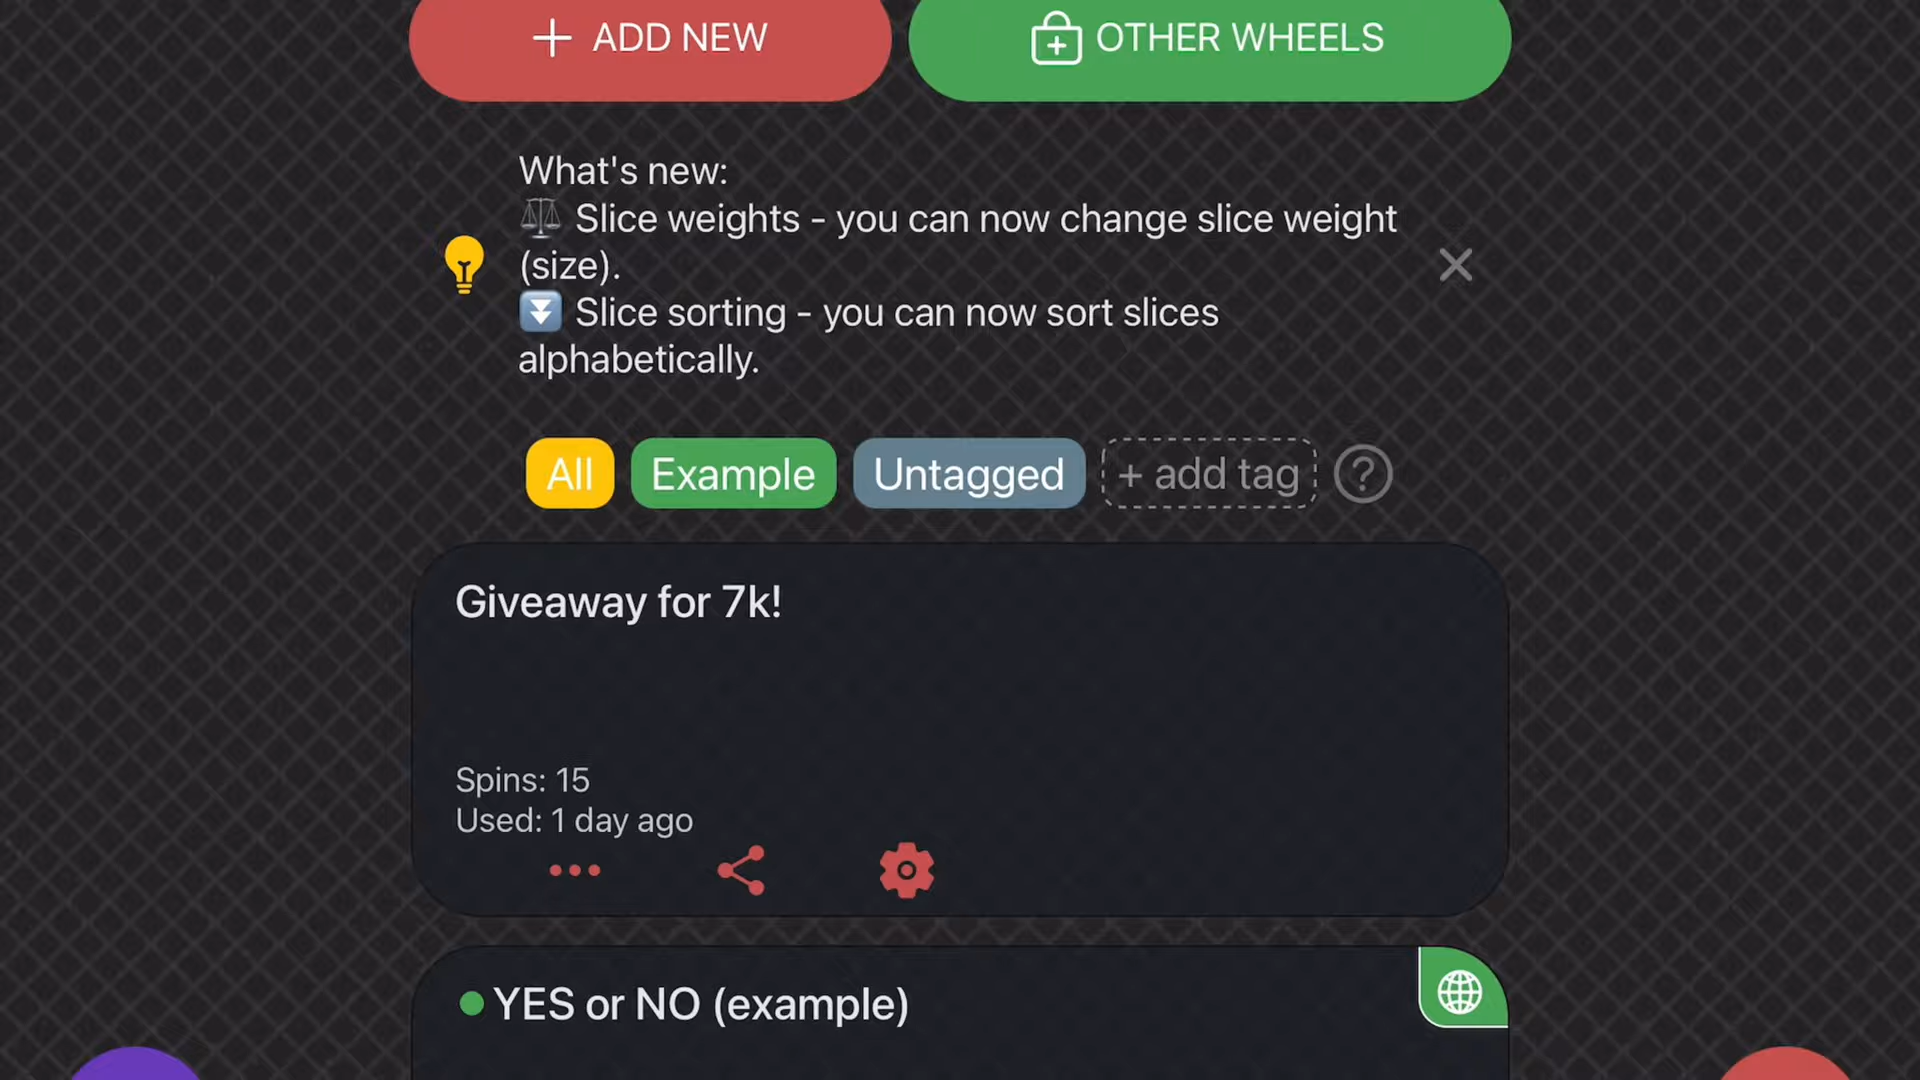 + ADD NEW
OTHER WHEELS
What's new:
⚖️ Slice weights - you can now change slice weight
(size).
⏬ Slice sorting - you can now sort slices
alphabetically.
All
Example
Untagged
+ add tag
?
Giveaway for 7k!
Spins: 15
Used: 1 day ago
YES or NO (example)